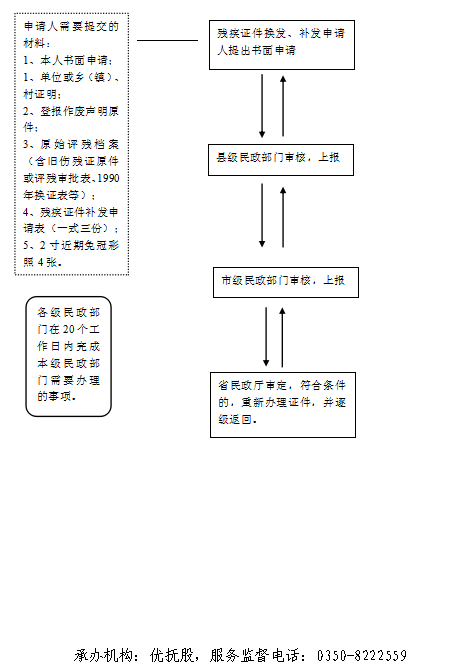 申请人需要提交的
材料：
1、本人书面申请；
1、单位或乡（镇）、
村证明；
2、登报作废声明原
件；
3、原始评残档案
（含旧伤残证原件
或评残审批表、1990
年换证表等）；
4、残疾证件补发申
请表（一式三份）；
5、2寸近期免冠彩
照4张。
各级民政部
门在20个工
作日内完成
本级民政部
门需要办理
的事项。
残疾证件换发、补发申请
人提出书面申请
县级民政部门审核，上报
市级民政部门审核，上报
省民政厅审定，符合条件
的，重新办理证件，并逐
级返回。
承办机构：优抚股，服务监督电话：0350-8222559